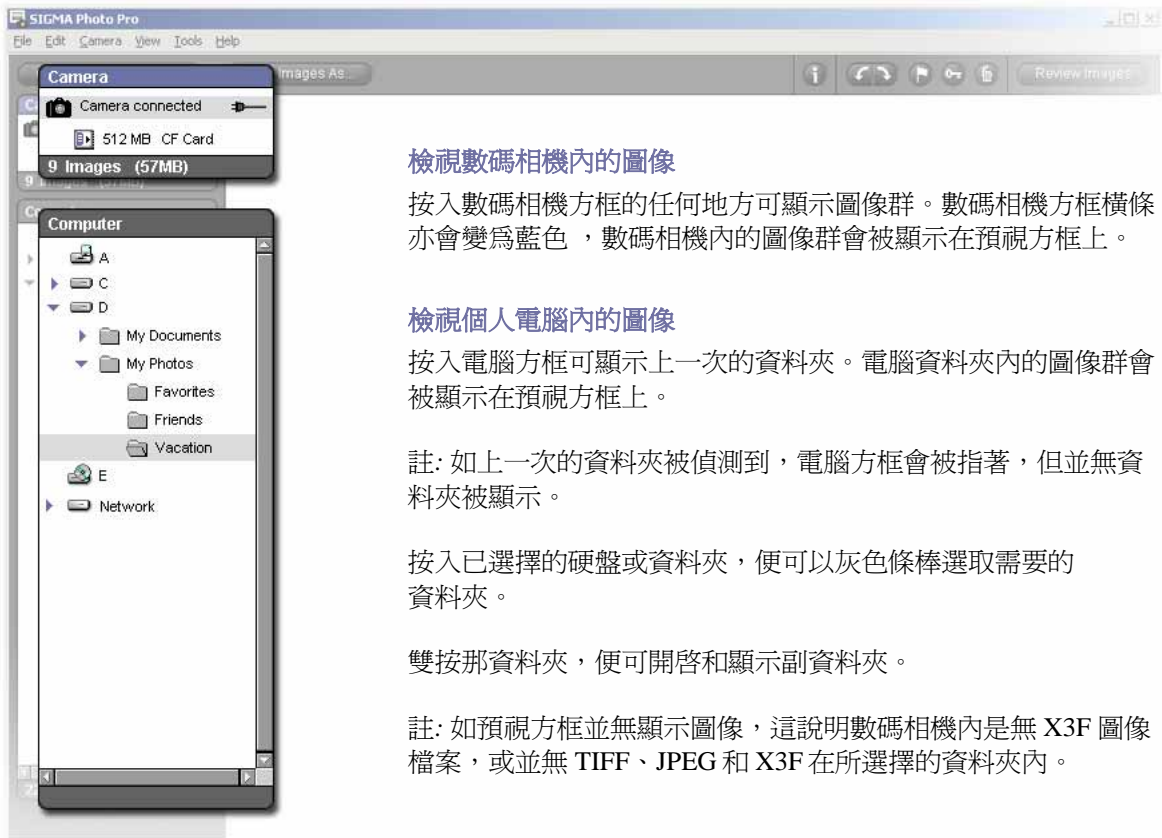 SIGMA Photo Pro
File Edit Camera View Tools Help
Images As...
Review Images
Camera
Camera connected
512 MB CF Card
9 Images (57MB)
Computer
A
C
D
My Documents
My Photos
Favorites
Friends
Vacation
E
Network
檢視數碼相機內的圖像
按入數碼相機方框的任何地方可顯示圖像群。數碼相機方框橫條
亦會變爲藍色 ，數碼相機內的圖像群會被顯示在預視方框上。
檢視個人電腦內的圖像
按入電腦方框可顯示上一次的資料夾。電腦資料夾內的圖像群會
被顯示在預視方框上。
註: 如上一次的資料夾被偵測到，電腦方框會被指著，但並無資
料夾被顯示。
按入已選擇的硬盤或資料夾，便可以灰色條棒選取需要的
資料夾。
雙按那資料夾，便可開啓和顯示副資料夾。
註: 如預視方框並無顯示圖像，這說明數碼相機內是無 X3F 圖像
檔案，或並無 TIFF、JPEG 和 X3F 在所選擇的資料夾內。